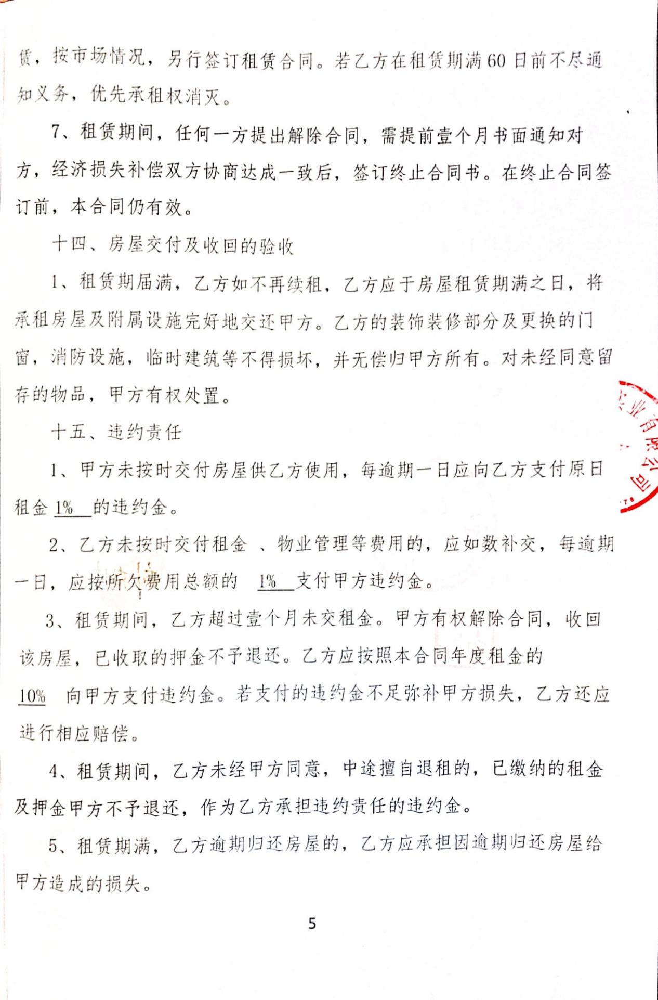 赁，按市场情况，另行签订租赁合同。若乙方在租赁期满 60 日前不尽通
知义务，优先承租权消灭。
7、租赁期间，任何一方提出解除合同，需提前壹个月书面通知对
方，经济损失补偿双方协商达成一致后，签订终止合同书。在终止合同签
订前，本合同仍有效。
十四、房屋交付及收回的验收
1、租赁期届满，乙方如不再续租，乙方应于房屋租赁期满之日，将
承租房屋及附属设施完好地交还甲方。乙方的装饰装修部分及更换的门
窗，消防设施，临时建筑等不得损坏，并无偿归甲方所有。对未经同意留
存的物品，甲方有权处置。
十五、违约责任
1、甲方未按时交付房屋供乙方使用，每逾期一日应向乙方支付原日
租金 1% 的违约金。
2、乙方未按时交付租金 、物业管理等费用的，应如数补交，每逾期
一日，应按所欠费用总额的 1% 支付甲方违约金。
3、租赁期间，乙方超过壹个月未交租金。甲方有权解除合同，收回
该房屋，已收取的押金不予退还。乙方应按照本合同年度租金的
10% 向甲方支付违约金。若支付的违约金不足弥补甲方损失，乙方还应
进行相应赔偿。
4、租赁期间，乙方未经甲方同意，中途擅自退租的，已缴纳的租金
及押金甲方不予退还，作为乙方承担违约责任的违约金。
5、租赁期满，乙方逾期归还房屋的，乙方应承担因逾期归还房屋给
甲方造成的损失。
5
业有限公司
78